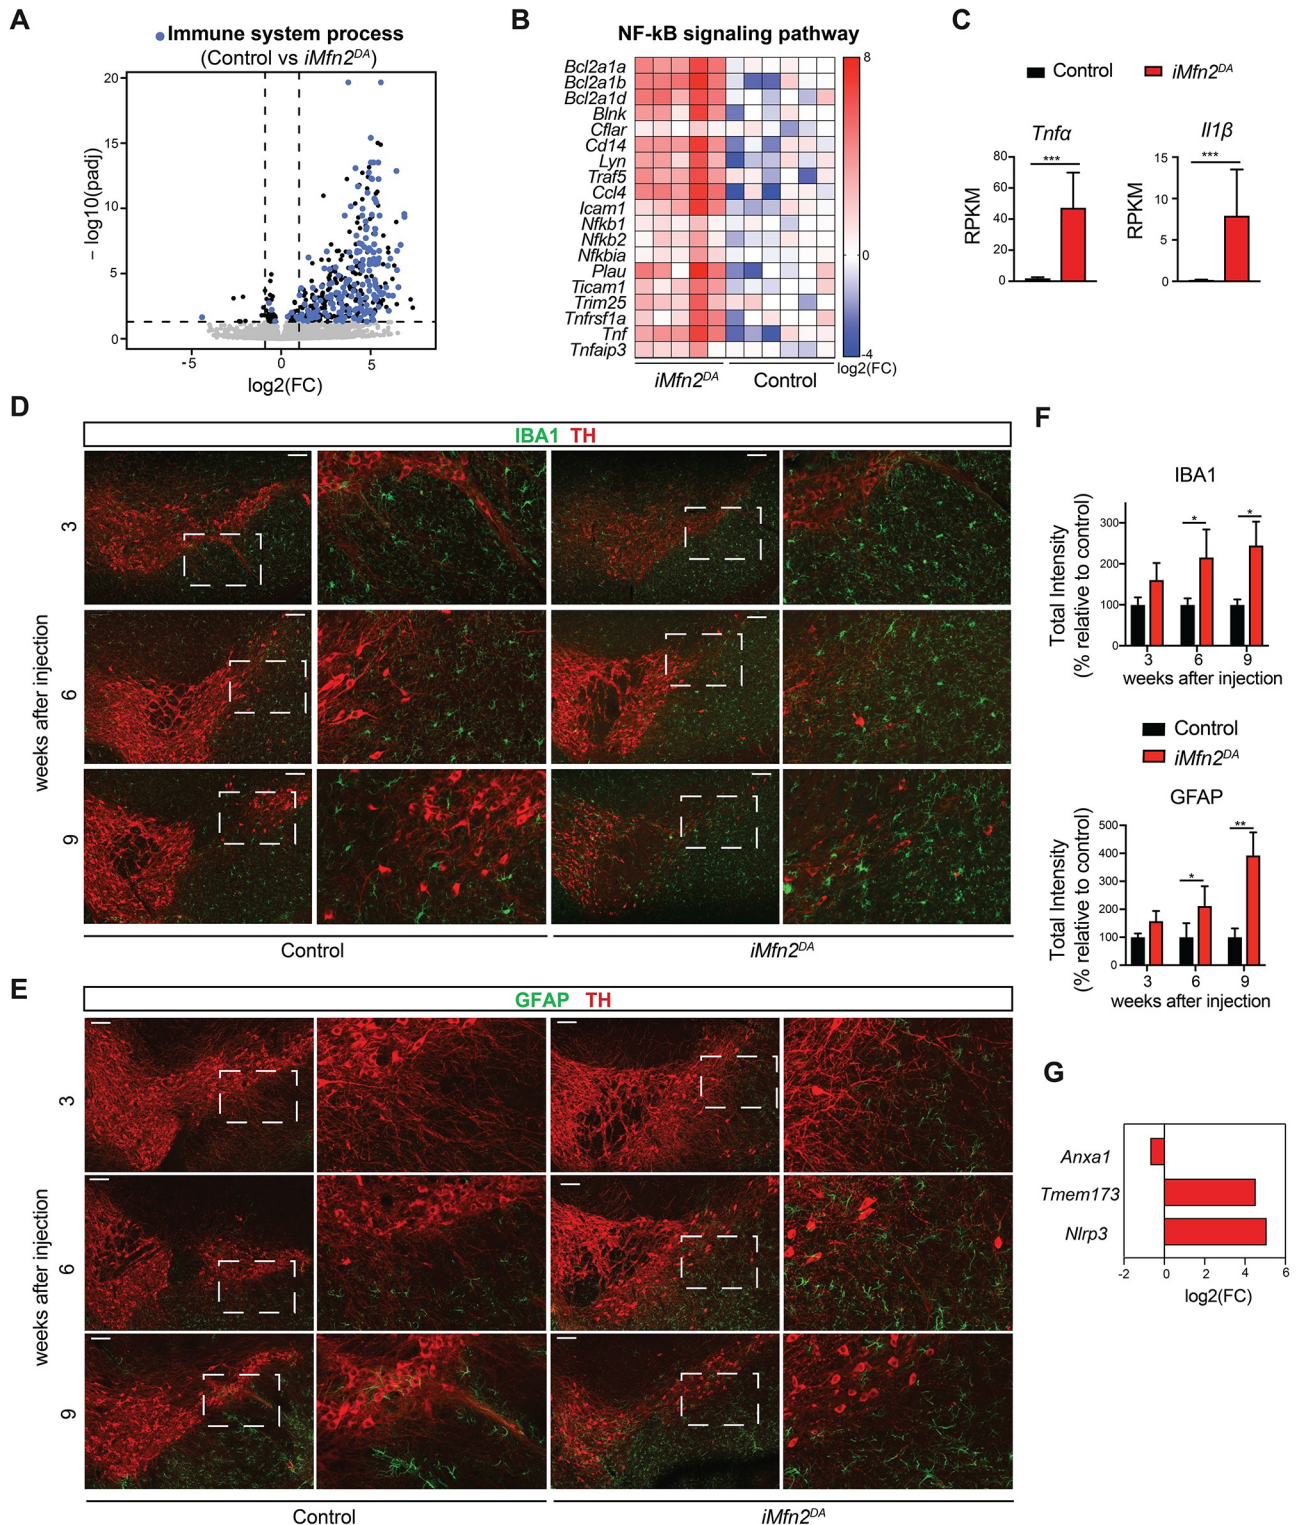 A
Immune system process
(Control vs iMfn2DA)
– log10(padj)
20
15
10
5
0
-5
0
5
log2(FC)
B
NF-kB signaling pathway
Bcl2a1a
Bcl2a1b
Bcl2a1d
Blnk
Cflar
Cd14
Lyn
Traf5
Ccl4
Icam1
Nfkb1
Nfkb2
Nfkbia
Plau
Ticam1
Trim25
Tnfrsf1a
Tnf
Tnfaip3
8
0
-4
log2(FC)
iMfn2DA
Control
C
Control
iMfn2DA
Tnfα
RPKM
80
60
40
20
0
***
Il1β
RPKM
15
10
5
0
***
D
IBA1 TH
weeks after injection
3
6
9
Control
iMfn2DA
E
GFAP TH
weeks after injection
3
6
9
Control
iMfn2DA
F
IBA1
Total Intensity
(% relative to control)
300
200
100
0
*
*
3
6
9
weeks after injection
Control
iMfn2DA
GFAP
Total Intensity
(% relative to control)
500
400
300
200
100
0
*
**
3
6
9
weeks after injection
G
Anxa1
Tmem173
Nlrp3
-2
0
2
4
6
log2(FC)